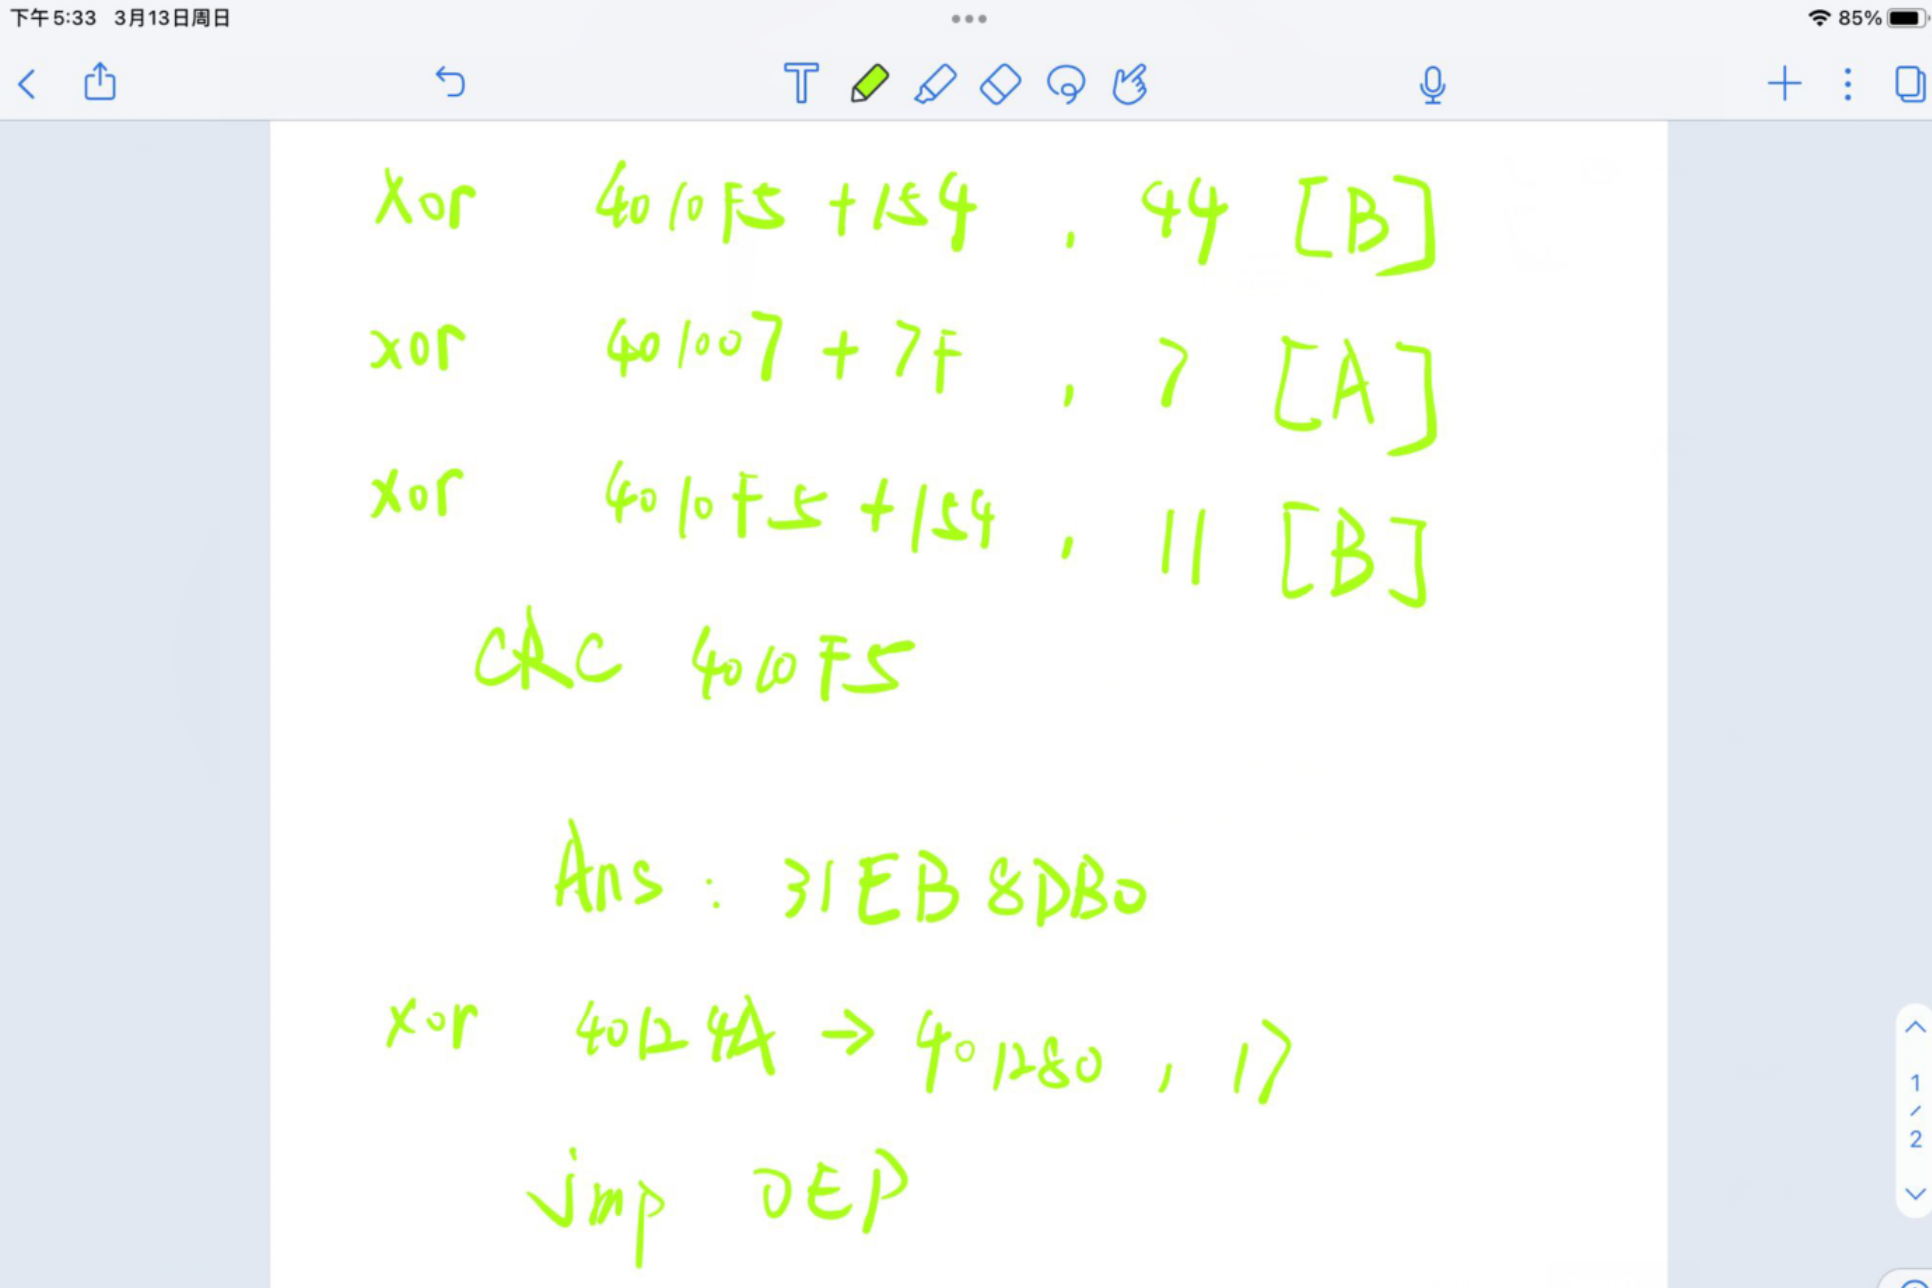 下午5:33 3月13日周日
85%
T
Xor 4010F5 +154 , 44 [B]
xor 401007 + 7F , 7 [A]
xor 4010F5 +154 , 11 [B]
CRC 4010F5
Ans : 31EB8DB0
xor 40124A → 401280 , 17
jmp OEP
1
/
2